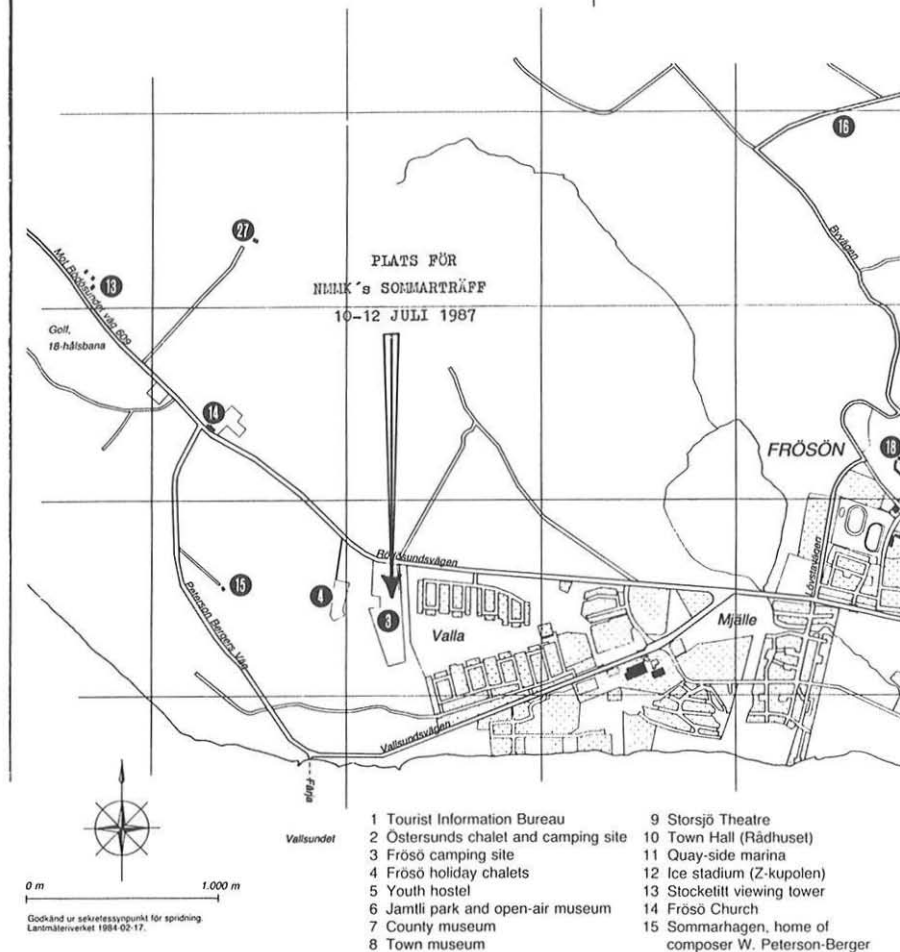 16
27
Byvägen
PLATS FÖR
NMMK's SOMMARTRÄFF
10-12 JULI 1987
Mot Rödösundet väg 609
13
Golf,
18-hålsbana
14
FRÖSÖN
18
Rödösundsvägen
15
4
3
Valla
Mjälle
Peterson Bergers Väg
Vallsundsvägen
Färja
Vallsundet
0 m 1.000 m
Godkänd ur sekretessynpunkt för spridning.
Lantmäteriverket 1984-02-17.
1 Tourist Information Bureau
2 Östersunds chalet and camping site
3 Frösö camping site
4 Frösö holiday chalets
5 Youth hostel
6 Jamtli park and open-air museum
7 County museum
8 Town museum
9 Storsjö Theatre
10 Town Hall (Rådhuset)
11 Quay-side marina
12 Ice stadium (Z-kupolen)
13 Stocketitt viewing tower
14 Frösö Church
15 Sommarhagen, home of
composer W. Peterson-Berger